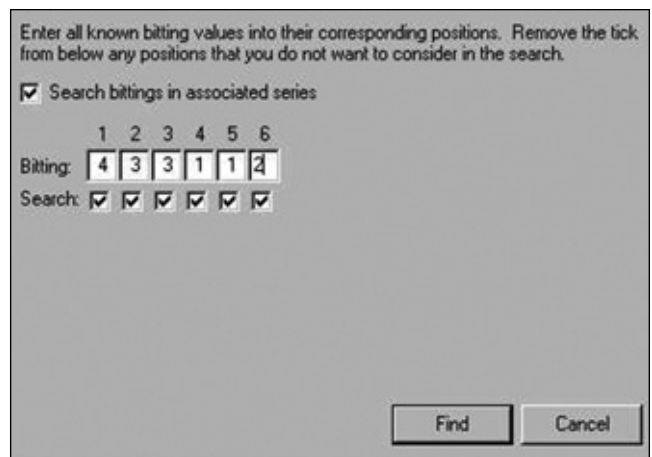 Enter all known bitting values into their corresponding positions. Remove the tick
from below any positions that you do not want to consider in the search.
Search bittings in associated series
1 2 3 4 5 6
Bitting: 4 3 3 1 1 2
Search:
Find Cancel